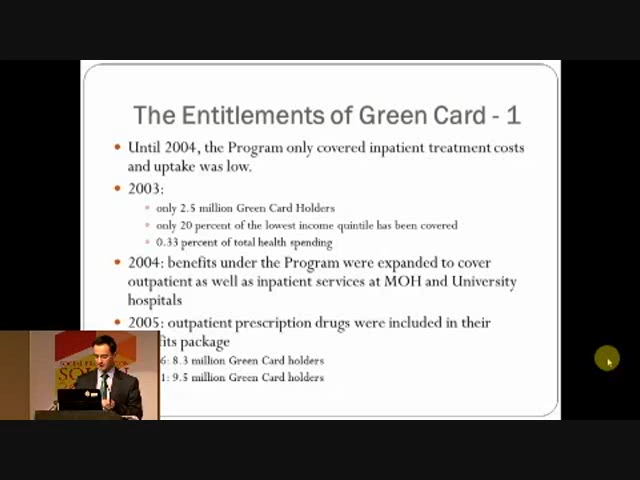 The Entitlements of Green Card - 1
• Until 2004, the Program only covered inpatient treatment costs
and uptake was low.
• 2003:
only 2.5 million Green Card Holders
only 20 percent of the lowest income quintile has been covered
0.33 percent of total health spending
• 2004: benefits under the Program were expanded to cover
outpatient as well as inpatient services at MOH and University
hospitals
• 2005: outpatient prescription drugs were included in their
fits package
6: 8.3 million Green Card holders
1: 9.5 million Green Card holders
SOCIAL